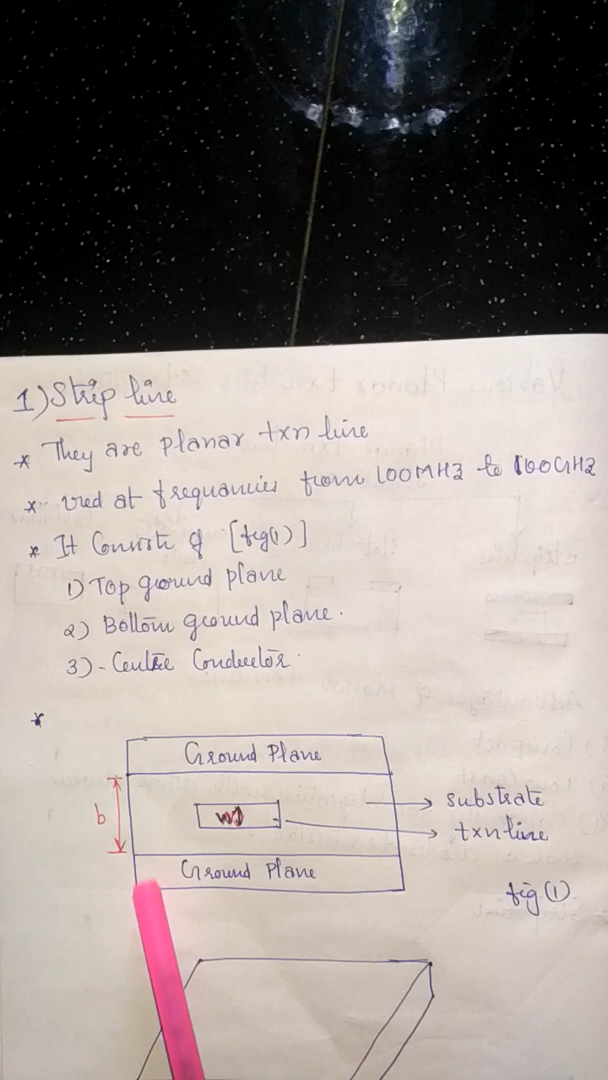 1) Strip line
* They are planar txn line
* used at frequencies from 100MHz to 100GHz
* It Consists of [fig(1)]
1) Top ground plane
2) Bottom ground plane.
3) - Centre Conductor.
*
Ground Plane
b
substrate
txn line
Ground Plane
fig (1)